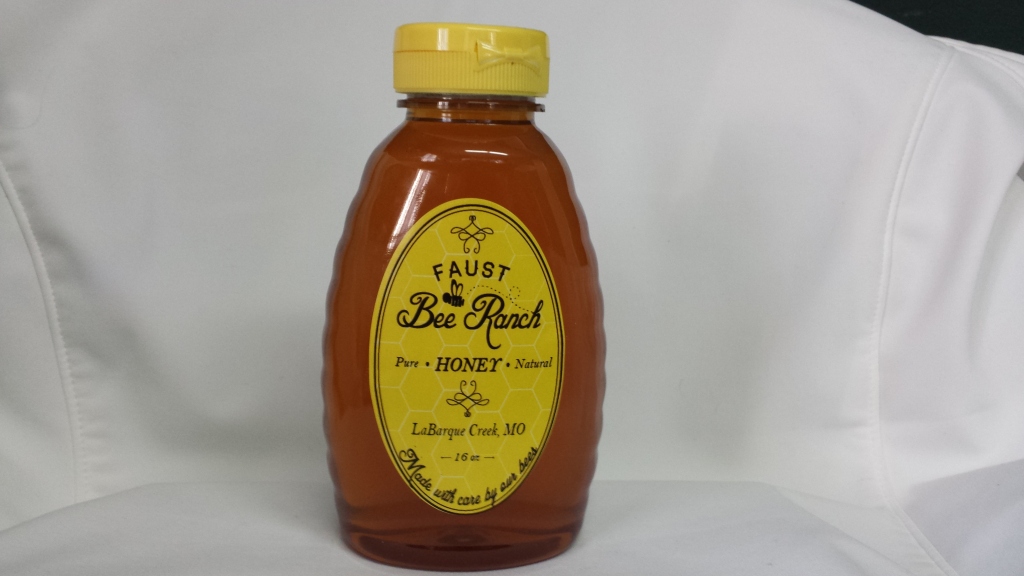 FAUST
Bee Ranch
Pure • HONEY • Natural
LaBarque Creek, MO
— 16 oz —
Made with care by our bees